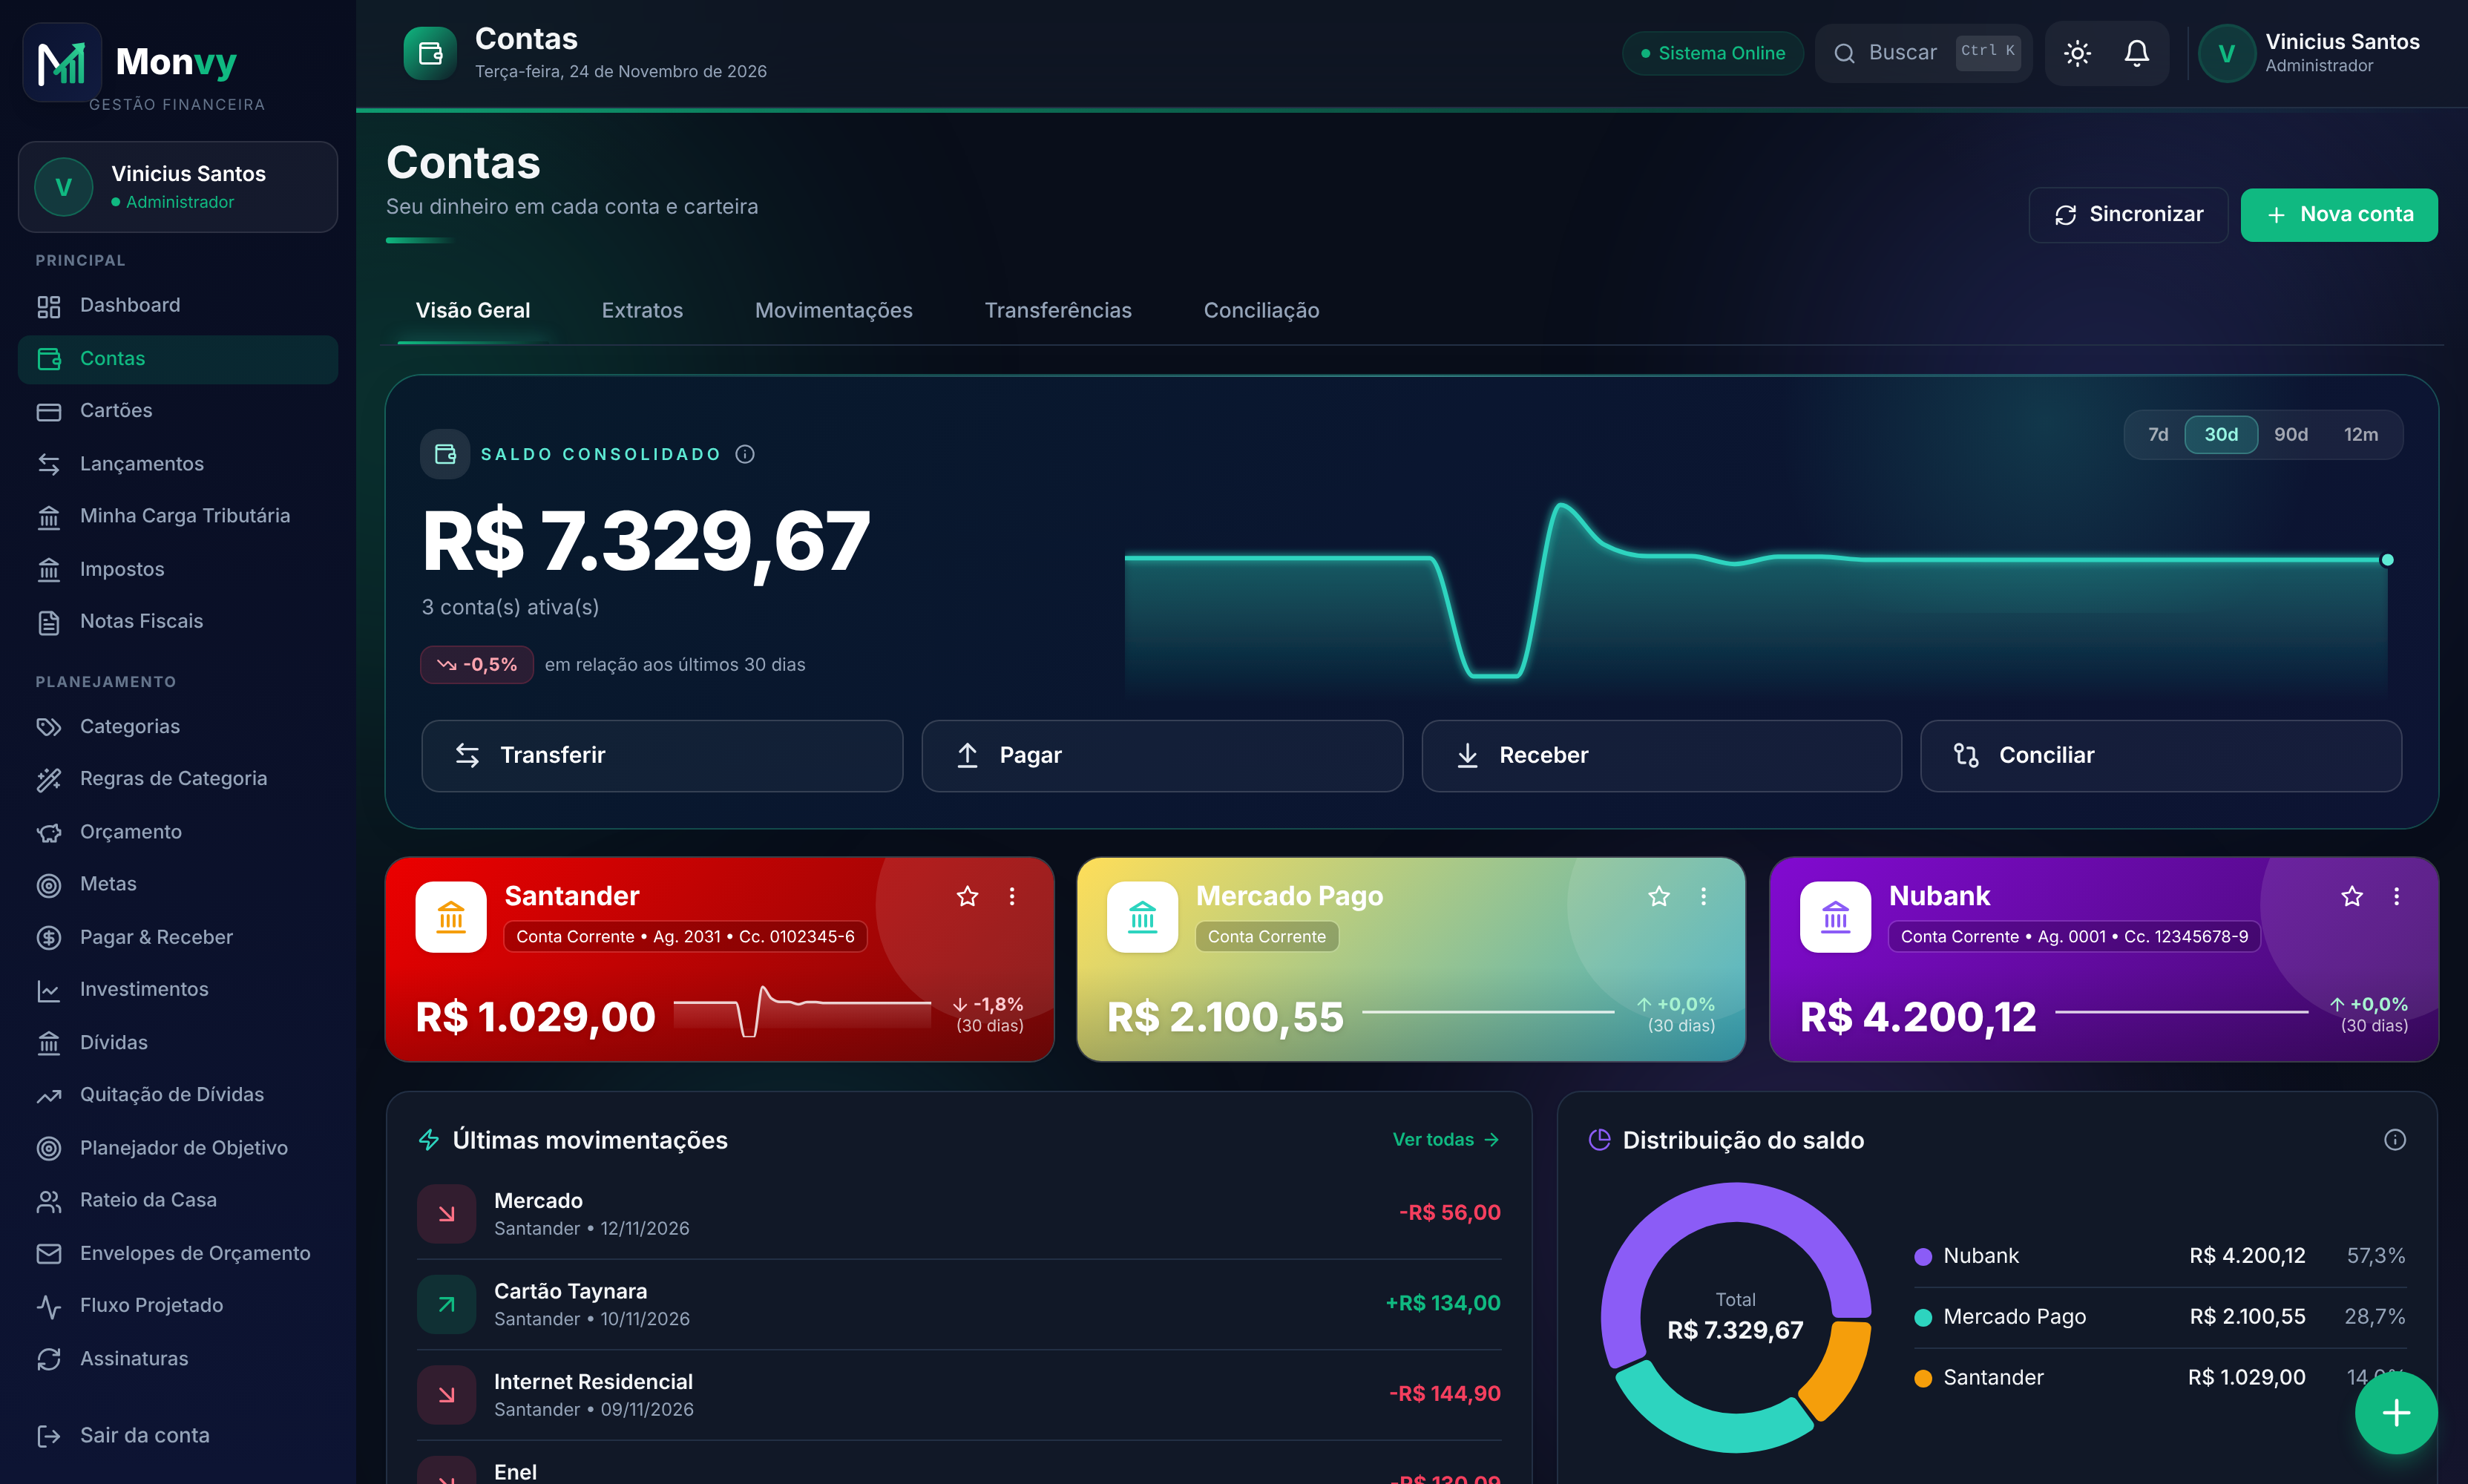 Monvy
GESTÃO FINANCEIRA
V
Vinicius Santos
Administrador
PRINCIPAL
Dashboard
Contas
Cartões
Lançamentos
Minha Carga Tributária
Impostos
Notas Fiscais
PLANEJAMENTO
Categorias
Regras de Categoria
Orçamento
Metas
Pagar & Receber
Investimentos
Dívidas
Quitação de Dívidas
Planejador de Objetivo
Rateio da Casa
Envelopes de Orçamento
Fluxo Projetado
Assinaturas
Sair da conta
Contas
Terça-feira, 24 de Novembro de 2026
Sistema Online
Buscar Ctrl K
V
Vinicius Santos
Administrador
Contas
Seu dinheiro em cada conta e carteira
Sincronizar
+ Nova conta
Visão Geral Extratos Movimentações Transferências Conciliação
SALDO CONSOLIDADO
7d 30d 90d 12m
R$ 7.329,67
3 conta(s) ativa(s)
-0,5% em relação aos últimos 30 dias
Transferir Pagar Receber Conciliar
Santander
Conta Corrente • Ag. 2031 • Cc. 0102345-6
R$ 1.029,00
↓ -1,8%
(30 dias)
Mercado Pago
Conta Corrente
R$ 2.100,55
↑ +0,0%
(30 dias)
Nubank
Conta Corrente • Ag. 0001 • Cc. 12345678-9
R$ 4.200,12
↑ +0,0%
(30 dias)
Últimas movimentações
Ver todas →
Mercado
Santander • 12/11/2026
-R$ 56,00
Cartão Taynara
Santander • 10/11/2026
+R$ 134,00
Internet Residencial
Santander • 09/11/2026
-R$ 144,90
Enel
-R$ 130,09
Distribuição do saldo
Total
R$ 7.329,67
Nubank R$ 4.200,12 57,3%
Mercado Pago R$ 2.100,55 28,7%
Santander R$ 1.029,00